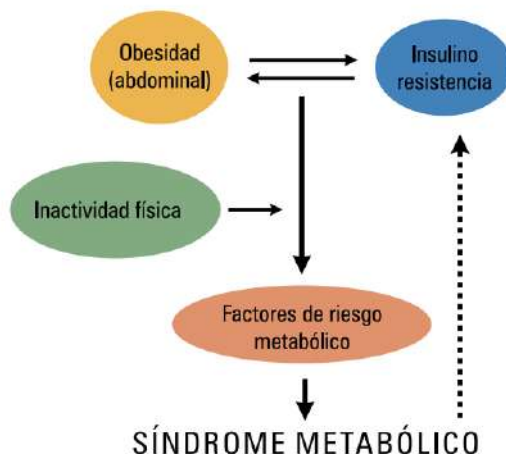 Obesidad
(abdominal)
Insulino
resistencia
Inactividad física
Factores de riesgo
metabólico
SÍNDROME METABÓLICO